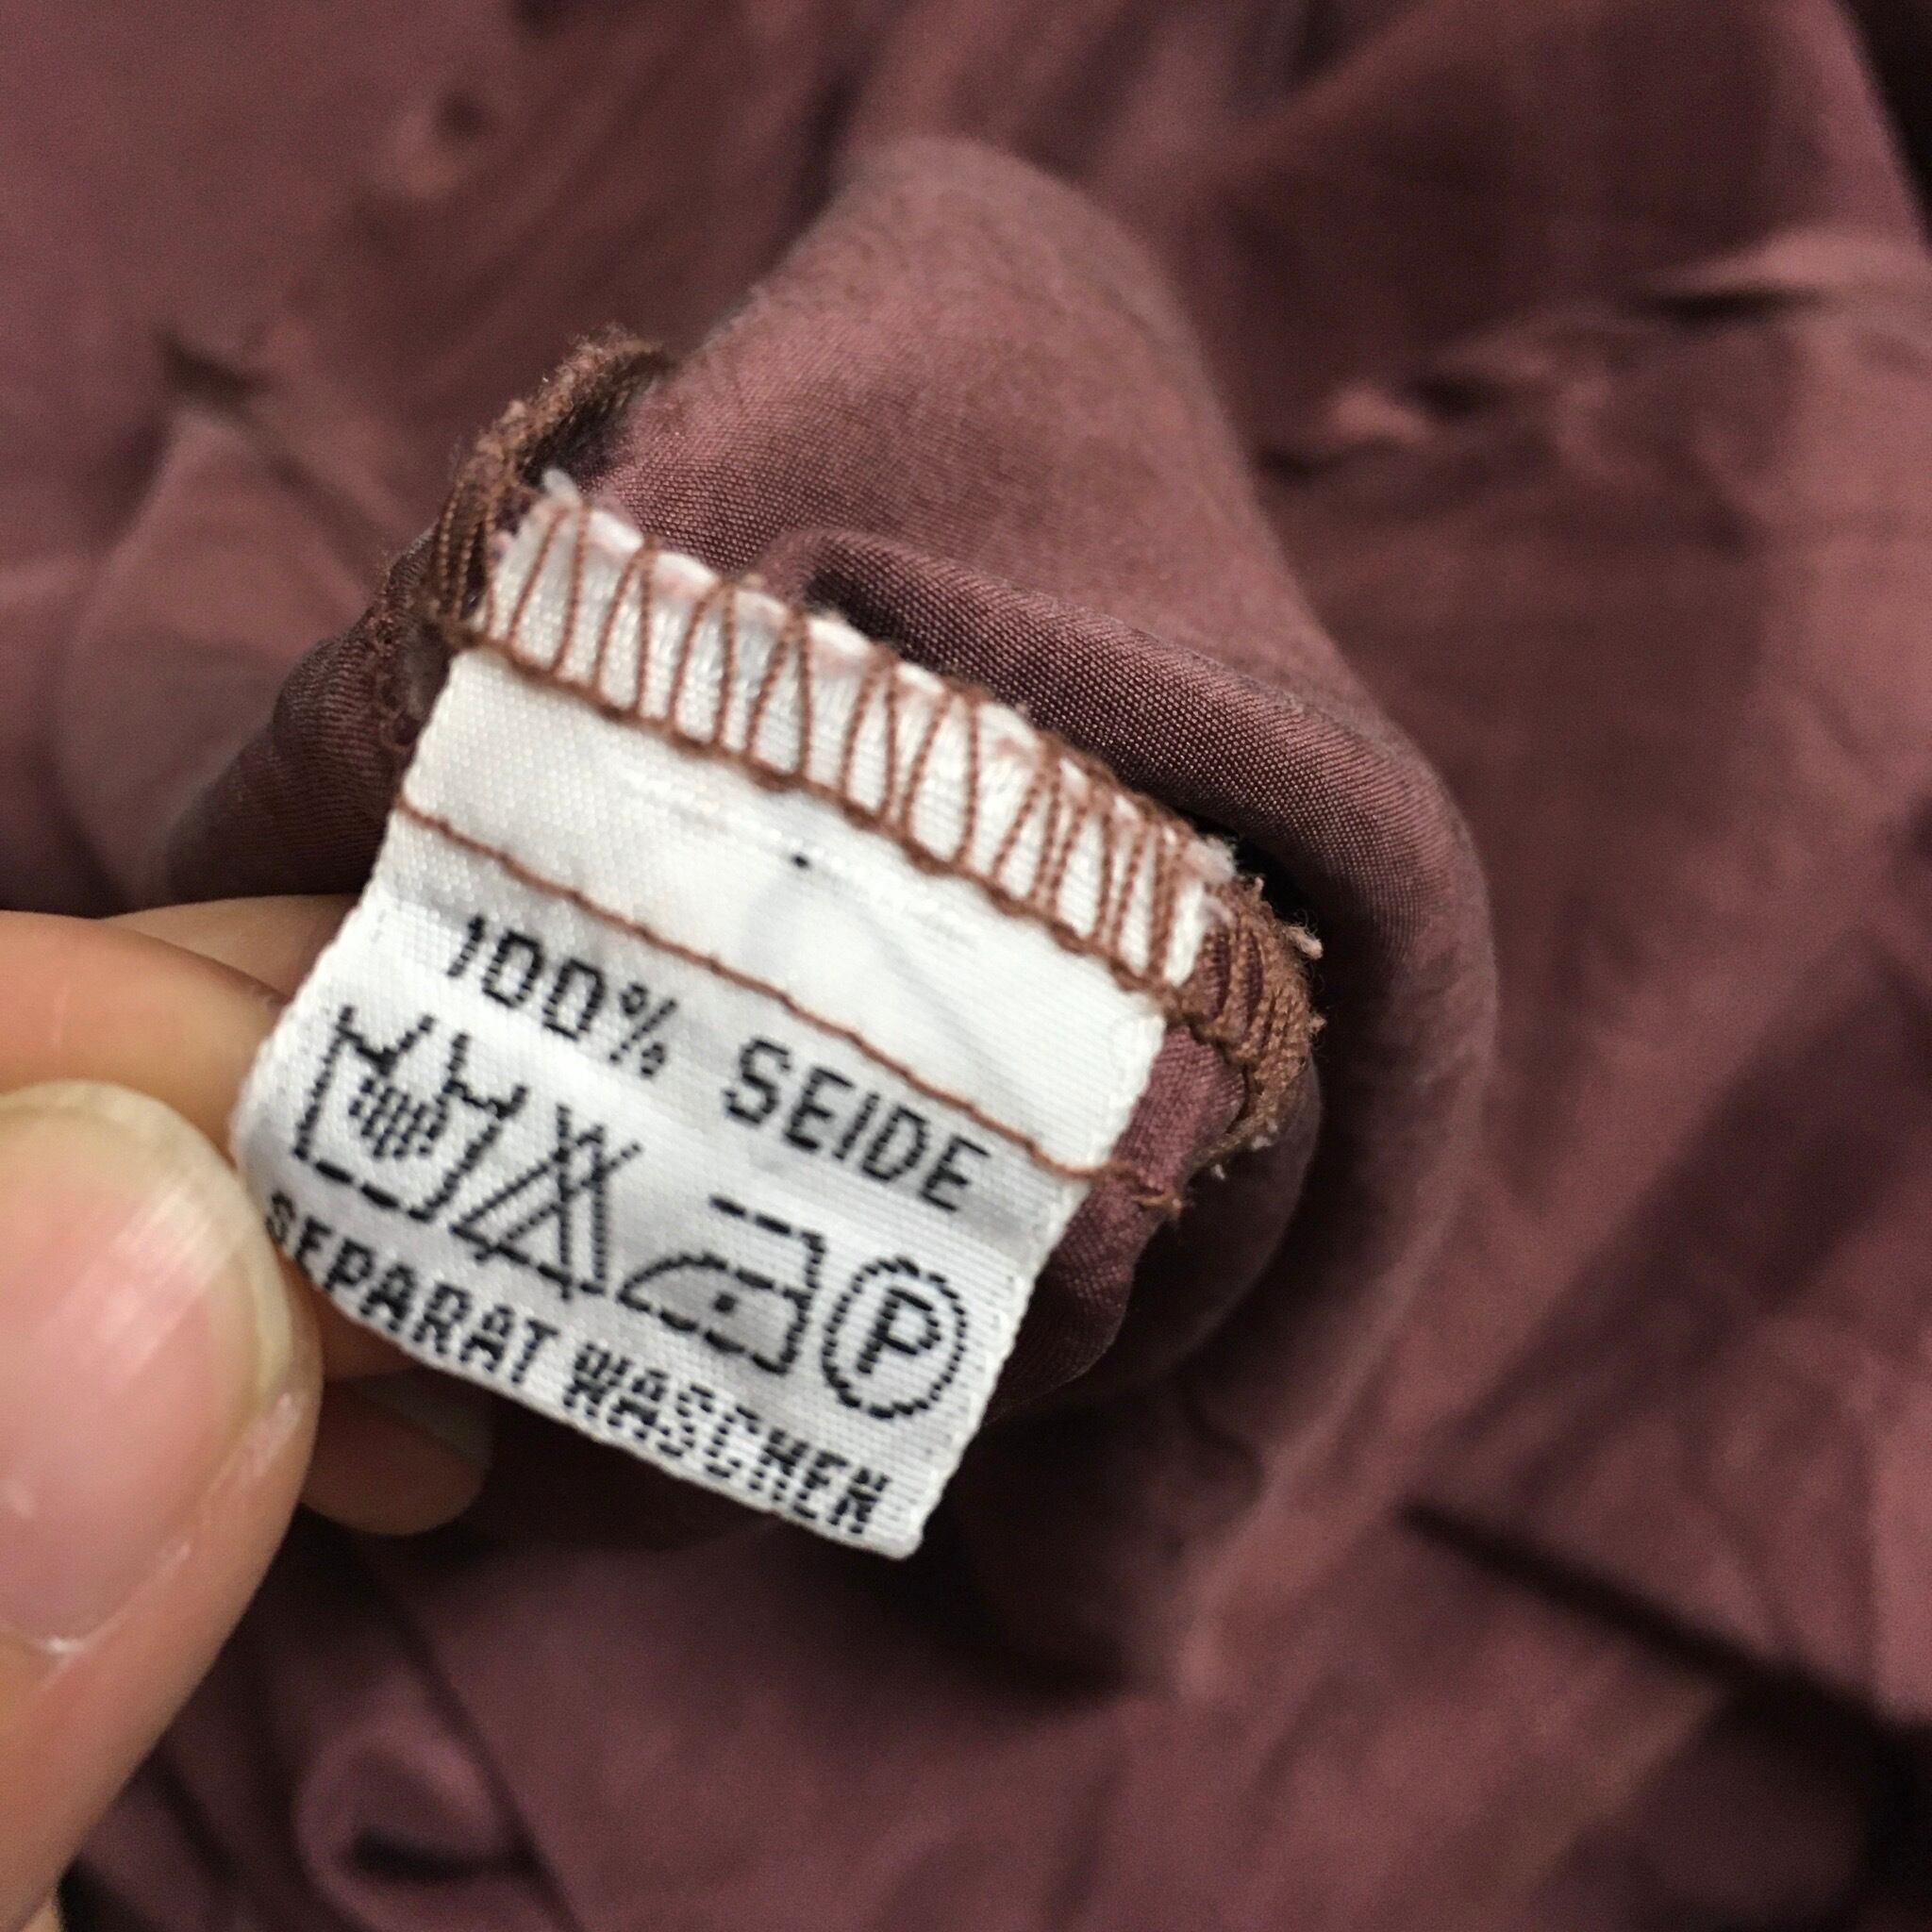 100% SEIDE
P
SEPARAT WASCHEN